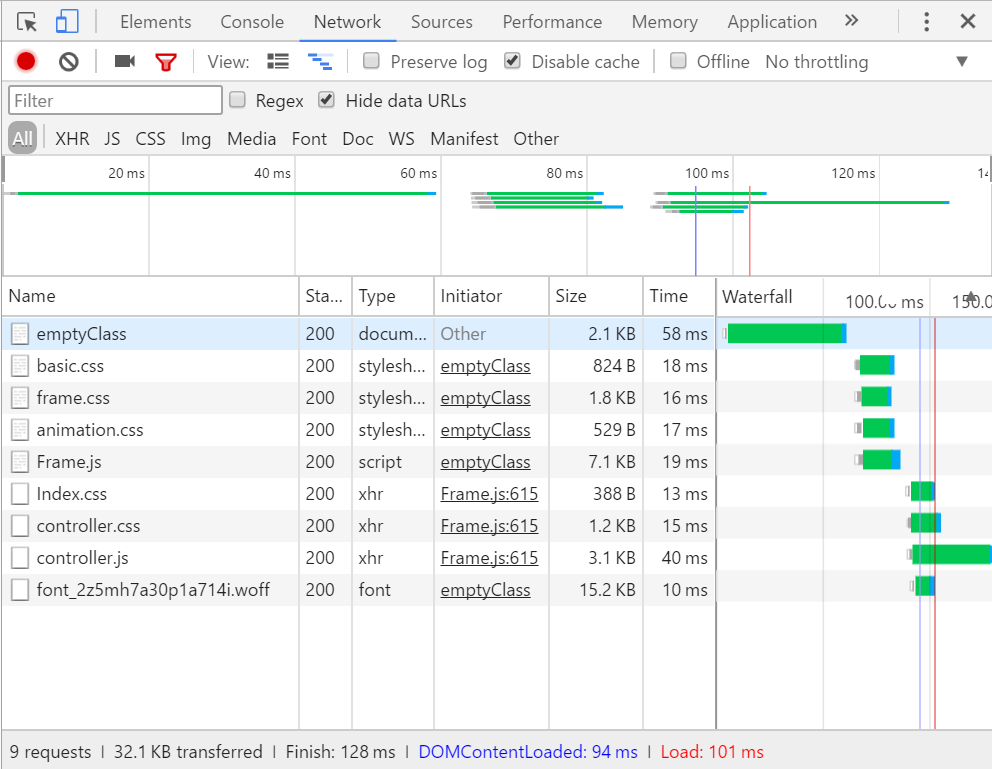 Elements Console Network Sources Performance Memory Application »
View: Preserve log Disable cache Offline No throttling
Filter Regex Hide data URLs
All XHR JS CSS Img Media Font Doc WS Manifest Other
20 ms 40 ms 60 ms 80 ms 100 ms 120 ms 14
Name Sta... Type Initiator Size Time Waterfall 150.0
emptyClass 200 docum... Other 2.1 KB 58 ms
basic.css 200 stylesh... emptyClass 824 B 18 ms
frame.css 200 stylesh... emptyClass 1.8 KB 16 ms
animation.css 200 stylesh... emptyClass 529 B 17 ms
Frame.js 200 script emptyClass 7.1 KB 19 ms
Index.css 200 xhr Frame.js:615 388 B 13 ms
controller.css 200 xhr Frame.js:615 1.2 KB 15 ms
controller.js 200 xhr Frame.js:615 3.1 KB 40 ms
font_2z5mh7a30p1a714i.woff 200 font emptyClass 15.2 KB 10 ms
9 requests | 32.1 KB transferred | Finish: 128 ms | DOMContentLoaded: 94 ms | Load: 101 ms